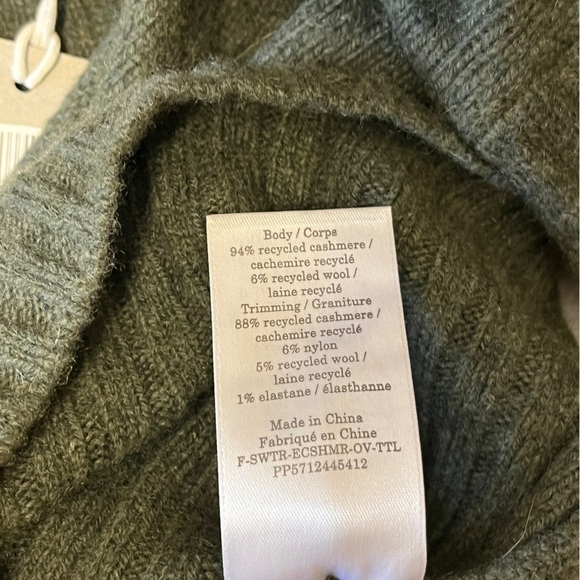 Body / Corps
94% recycled cashmere /
cachemire recyclé
6% recycled wool /
laine recyclé
Trimming / Graniture
88% recycled cashmere /
cachemire recyclé
6% nylon
5% recycled wool /
laine recyclé
1% elastane / élasthanne
Made in China
Fabriqué en Chine
F-SWTR-ECSHMR-OV-TTL
PP5712445412